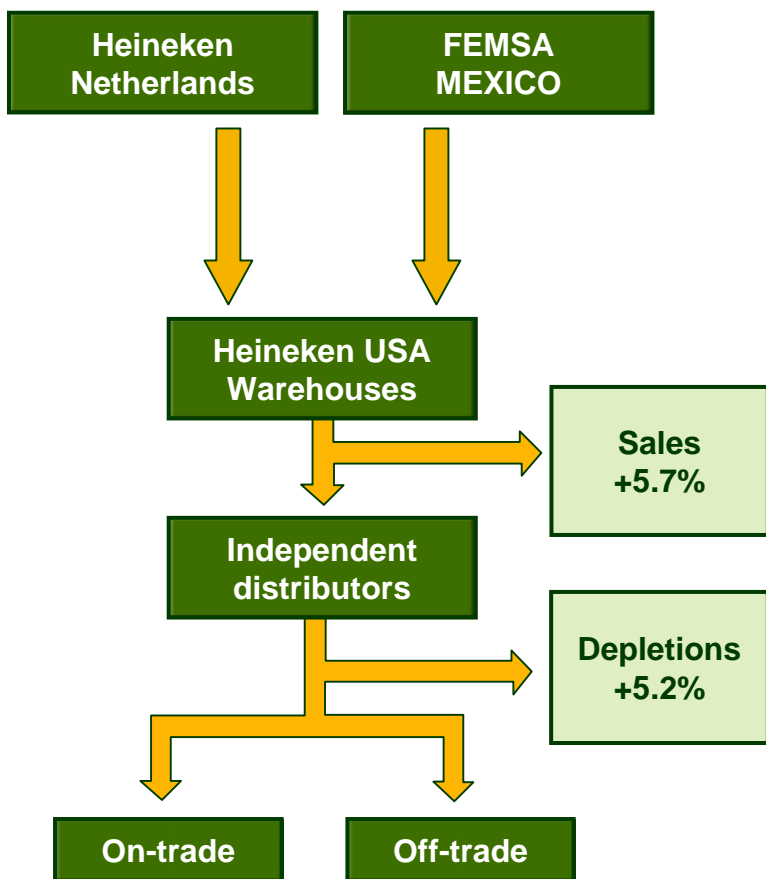 Heineken
Netherlands
FEMSA
MEXICO
Heineken USA
Warehouses
Sales
+5.7%
Independent
distributors
Depletions
+5.2%
On-trade
Off-trade